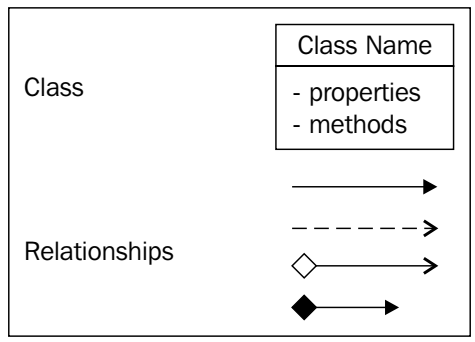 Class Name
Class
- properties
- methods
Relationships